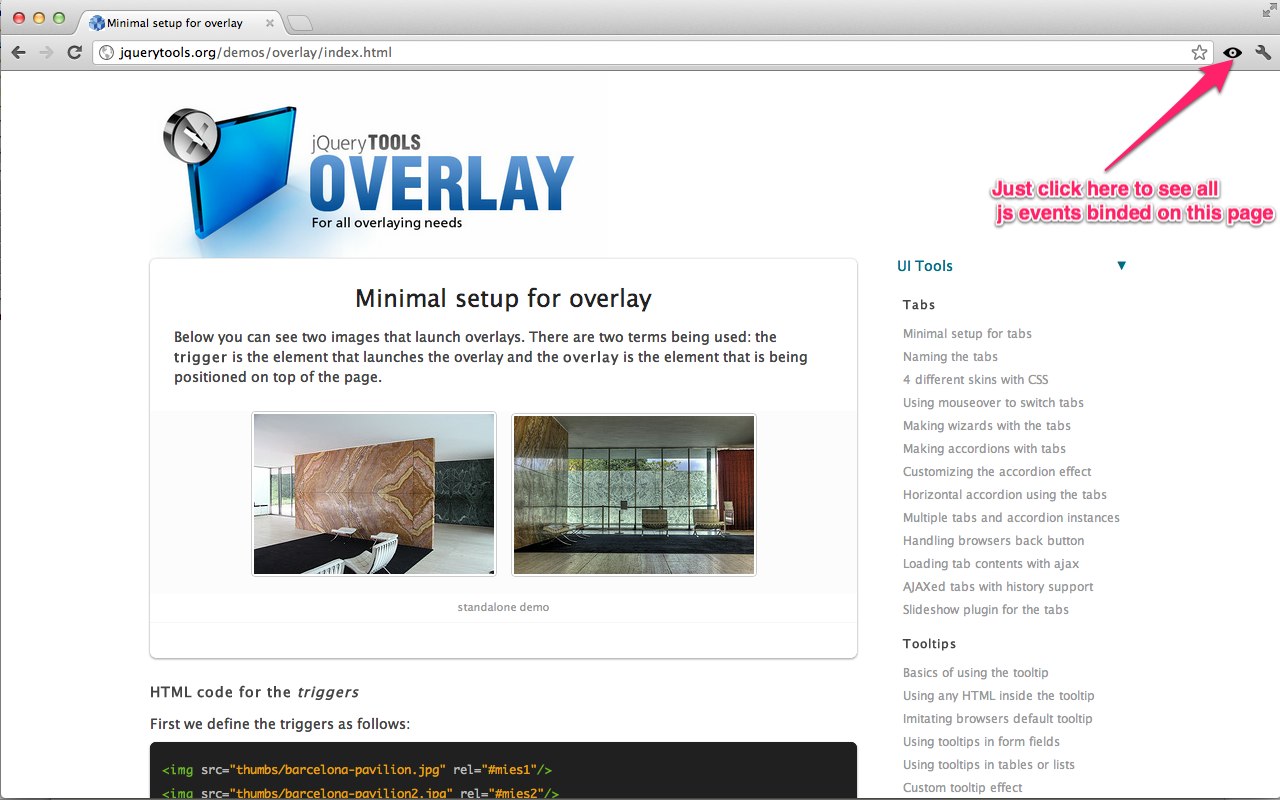 Minimal setup for overlay
jquerytools.org/demos/overlay/index.html
jQuery TOOLS
OVERLAY
For all overlaying needs
Just click here to see all
js events binded on this page
Minimal setup for overlay
Below you can see two images that launch overlays. There are two terms being used: the
trigger is the element that launches the overlay and the overlay is the element that is being
positioned on top of the page.
standalone demo
HTML code for the triggers
First we define the triggers as follows:
<img src="thumbs/barcelona-pavilion.jpg" rel="#mies1"/>
<img src="thumbs/barcelona-pavilion2.jpg" rel="#mies2"/>
UI Tools ▼
Tabs
Minimal setup for tabs
Naming the tabs
4 different skins with CSS
Using mouseover to switch tabs
Making wizards with the tabs
Making accordions with tabs
Customizing the accordion effect
Horizontal accordion using the tabs
Multiple tabs and accordion instances
Handling browsers back button
Loading tab contents with ajax
AJAXed tabs with history support
Slideshow plugin for the tabs
Tooltips
Basics of using the tooltip
Using any HTML inside the tooltip
Imitating browsers default tooltip
Using tooltips in form fields
Using tooltips in tables or lists
Custom tooltip effect